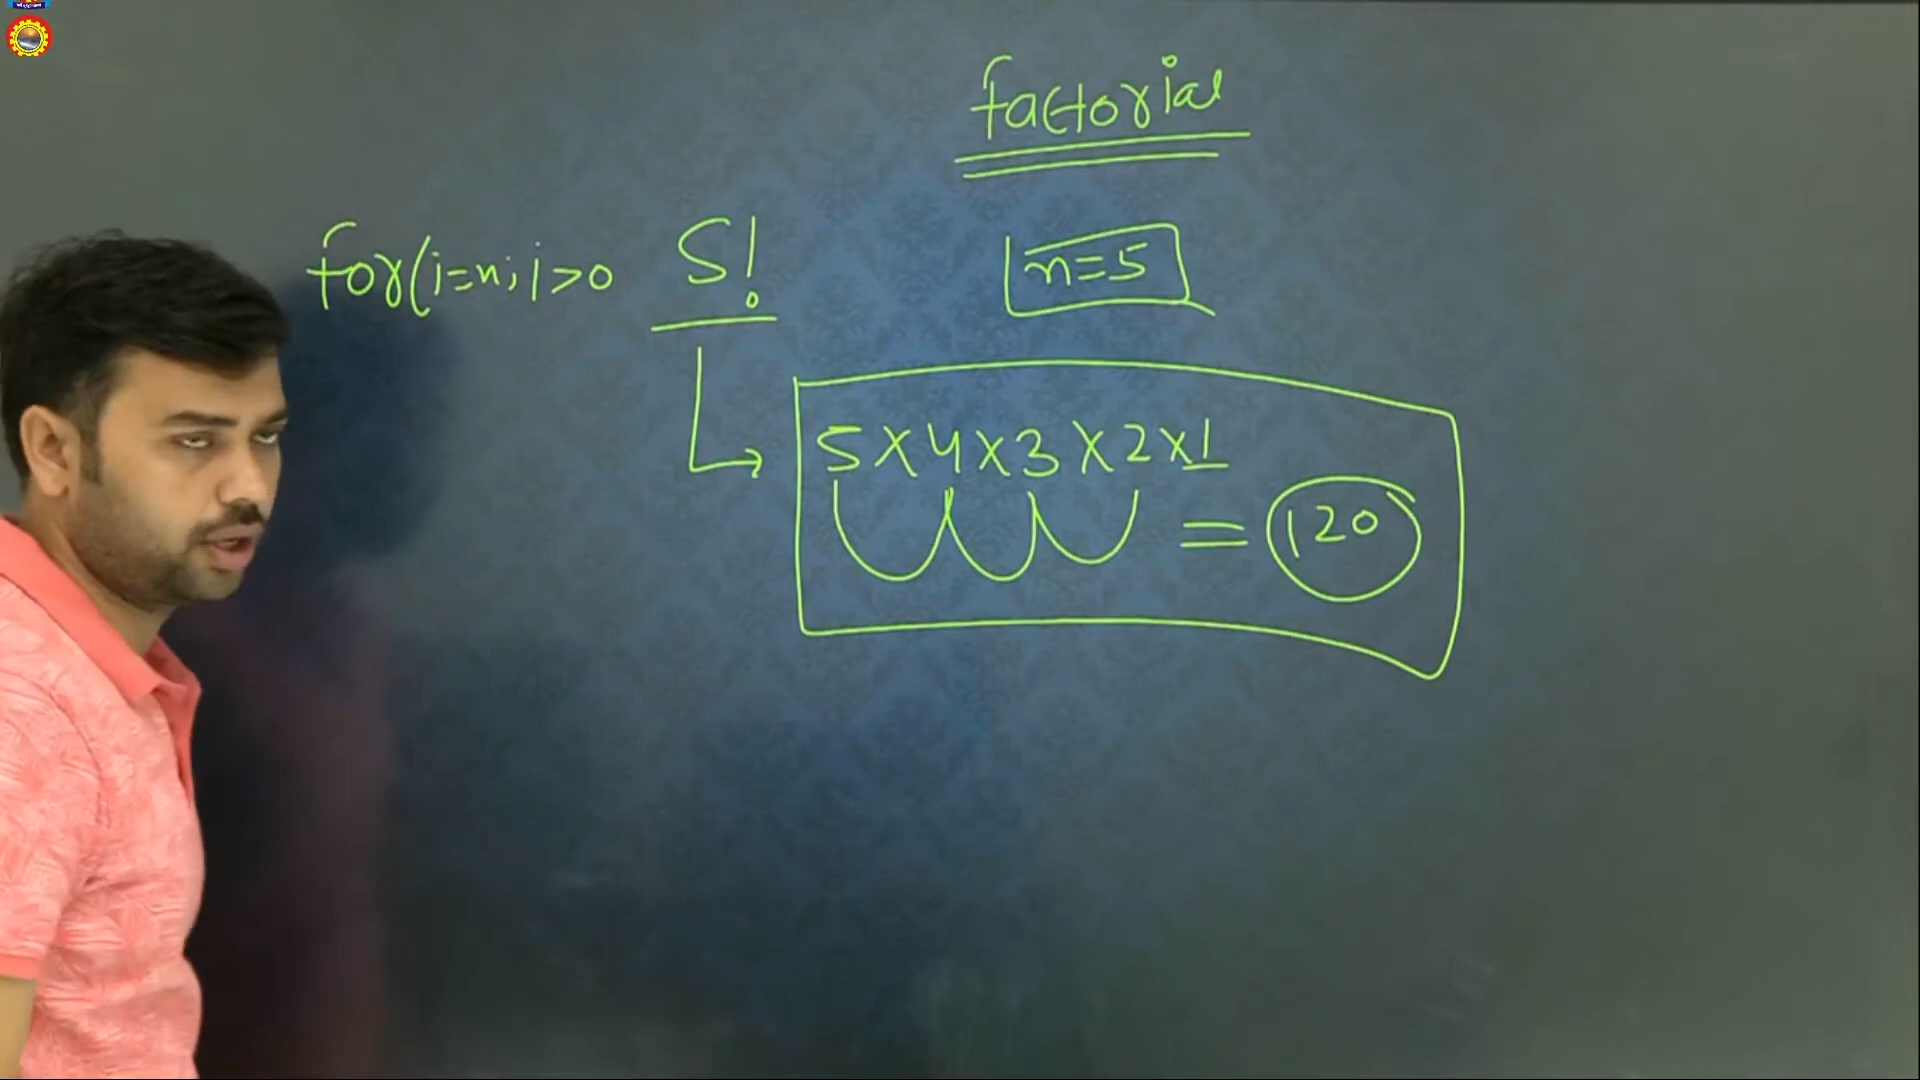 factorial
for(i=n; i>0
5!
n=5
5x4x3x2x1
= 120